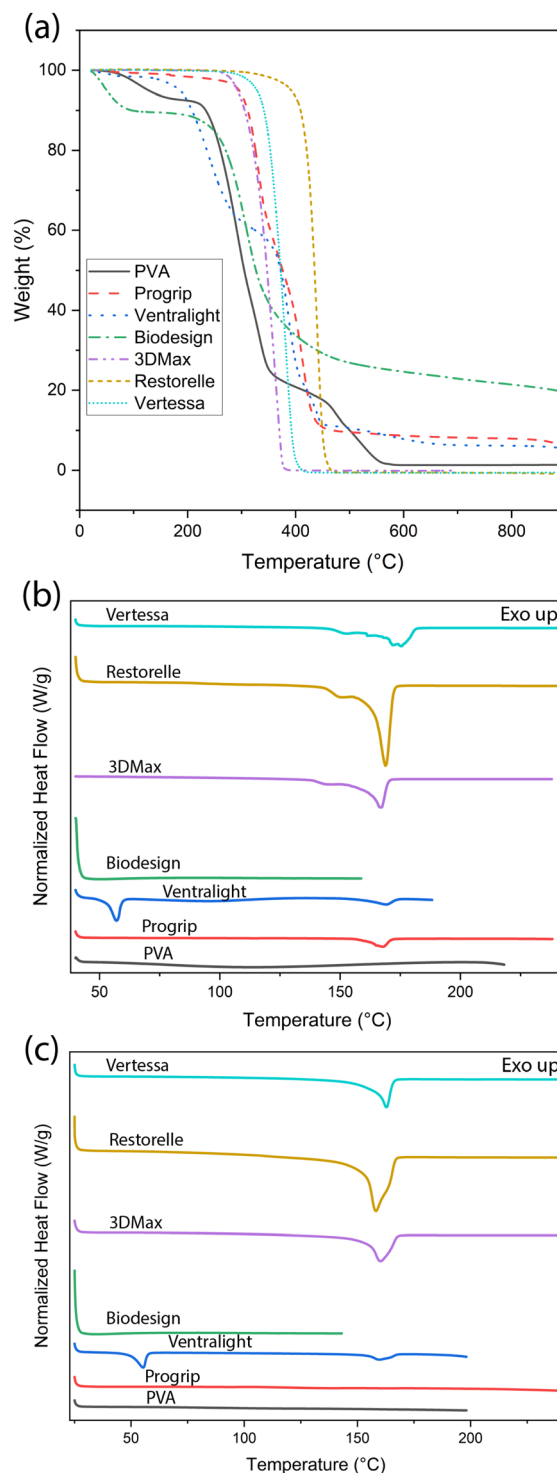 (a)
100
80
60
40
20
0
Weight (%)
PVA
Progrip
Ventralight
Biodesign
3DMax
Restorelle
Vertessa
0 200 400 600 800
Temperature (°C)
(b)
Exo up
Vertessa
Restorelle
3DMax
Biodesign
Ventralight
Progrip
PVA
Normalized Heat Flow (W/g)
50 100 150 200
Temperature (°C)
(c)
Exo up
Vertessa
Restorelle
3DMax
Biodesign
Ventralight
Progrip
PVA
Normalized Heat Flow (W/g)
50 100 150 200
Temperature (°C)